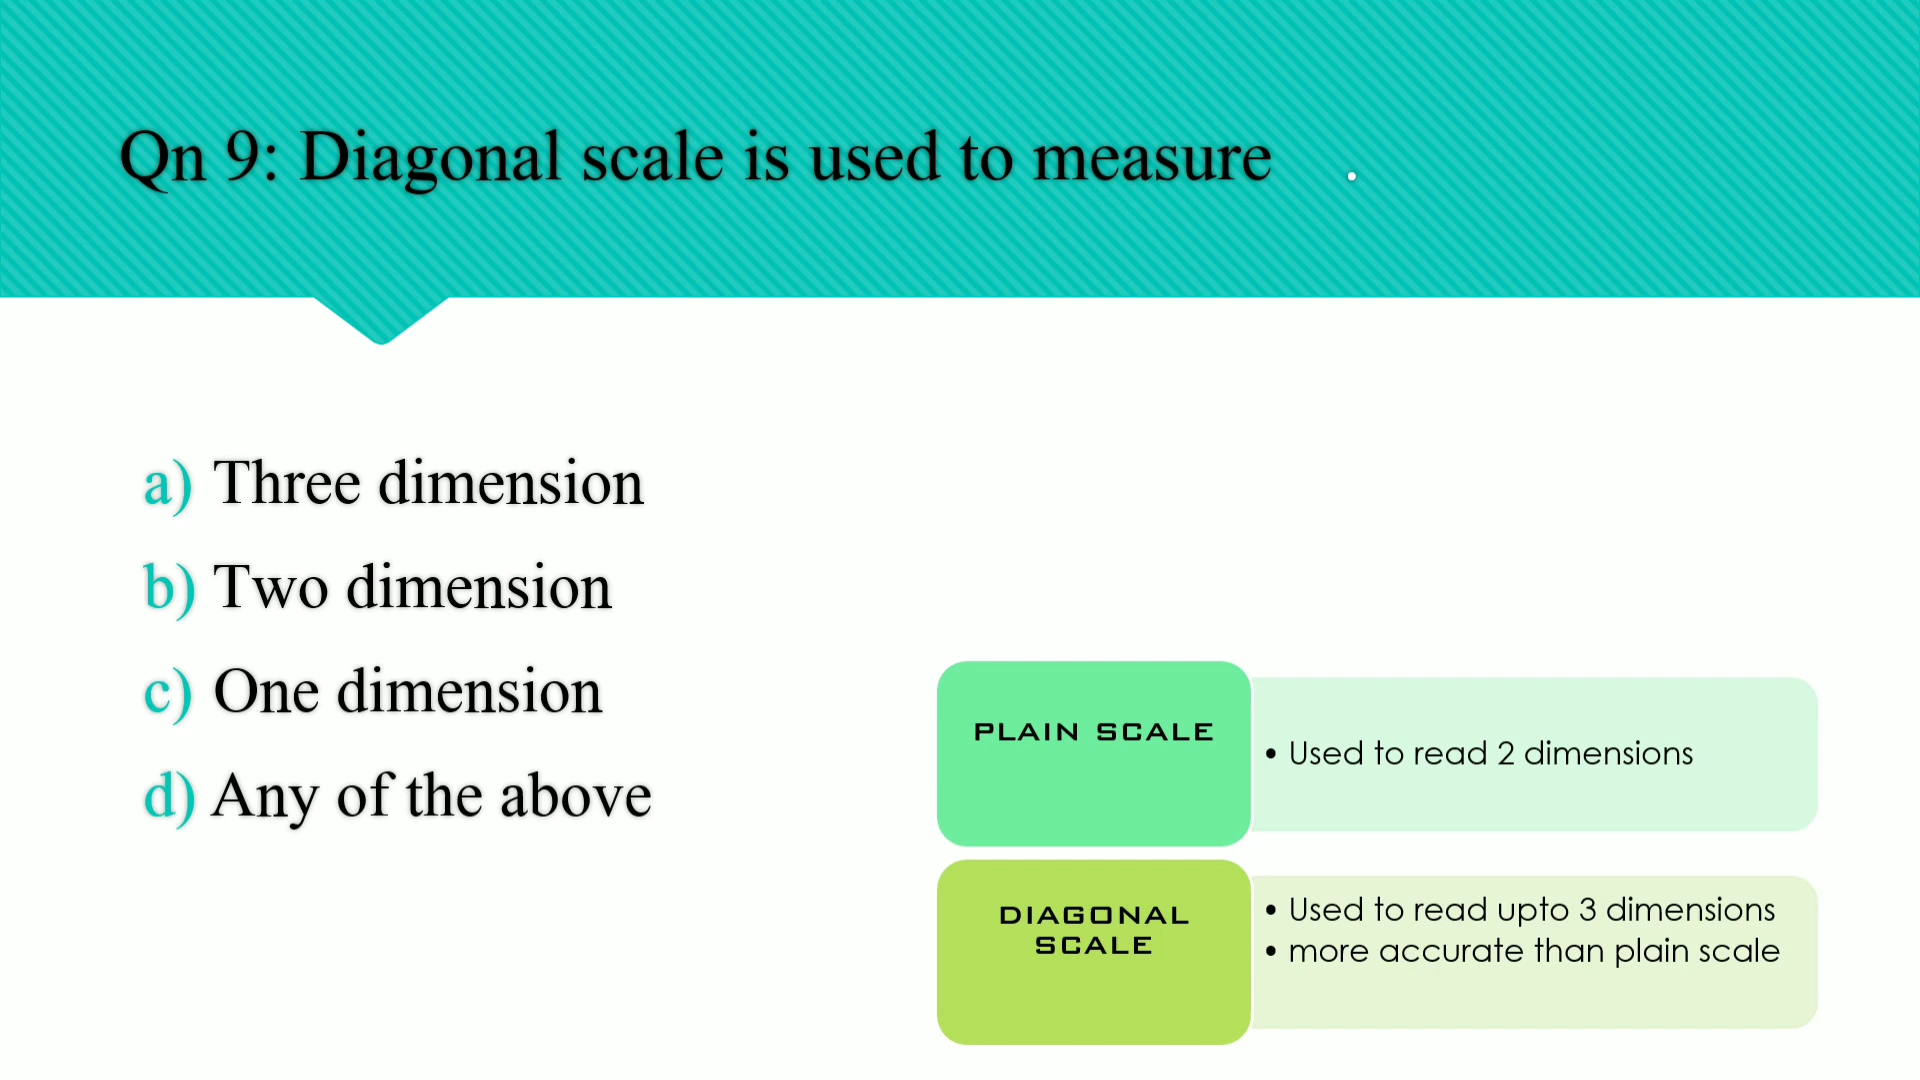 Qn 9: Diagonal scale is used to measure .
a) Three dimension
b) Two dimension
c) One dimension
d) Any of the above
PLAIN SCALE
• Used to read 2 dimensions
DIAGONAL
SCALE
• Used to read upto 3 dimensions
• more accurate than plain scale